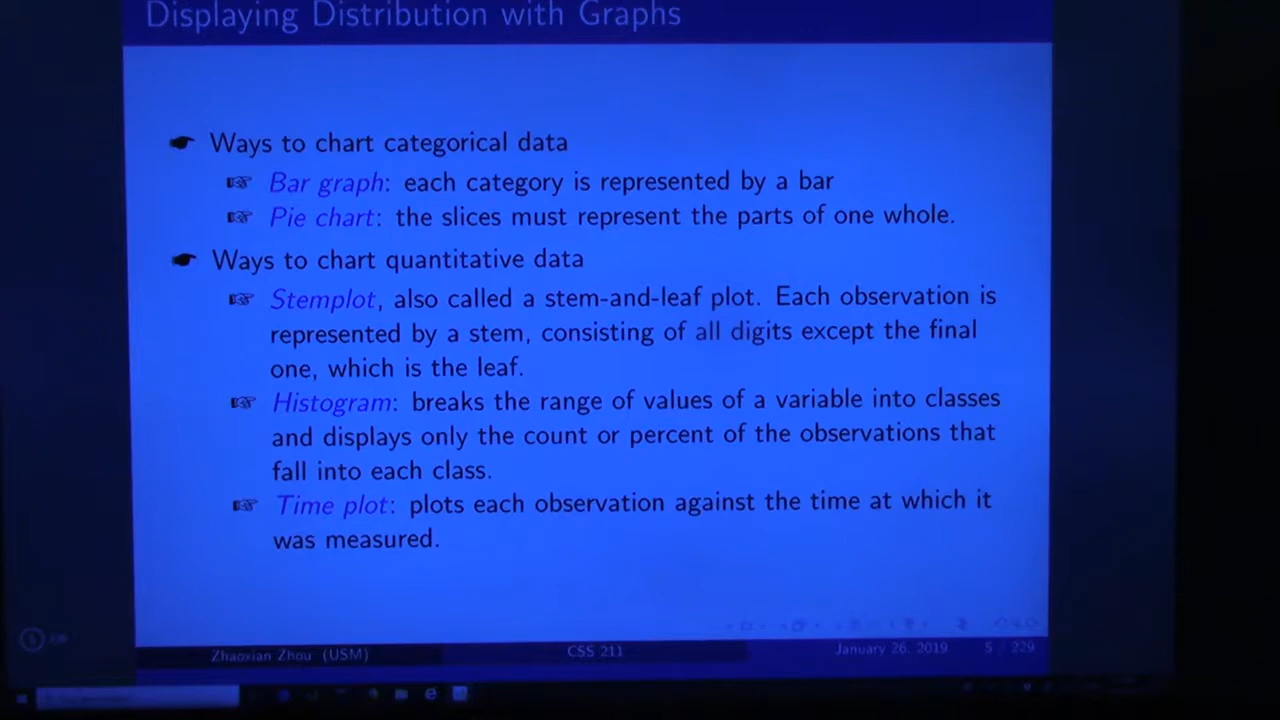 Displaying Distribution with Graphs
Ways to chart categorical data
Bar graph: each category is represented by a bar
Pie chart: the slices must represent the parts of one whole.
Ways to chart quantitative data
Stemplot, also called a stem-and-leaf plot. Each observation is
represented by a stem, consisting of all digits except the final
one, which is the leaf.
Histogram: breaks the range of values of a variable into classes
and displays only the count or percent of the observations that
fall into each class.
Time plot: plots each observation against the time at which it
was measured.
Zhaoxian Zhou (USM) CSS 211 January 26, 2019 5 / 229